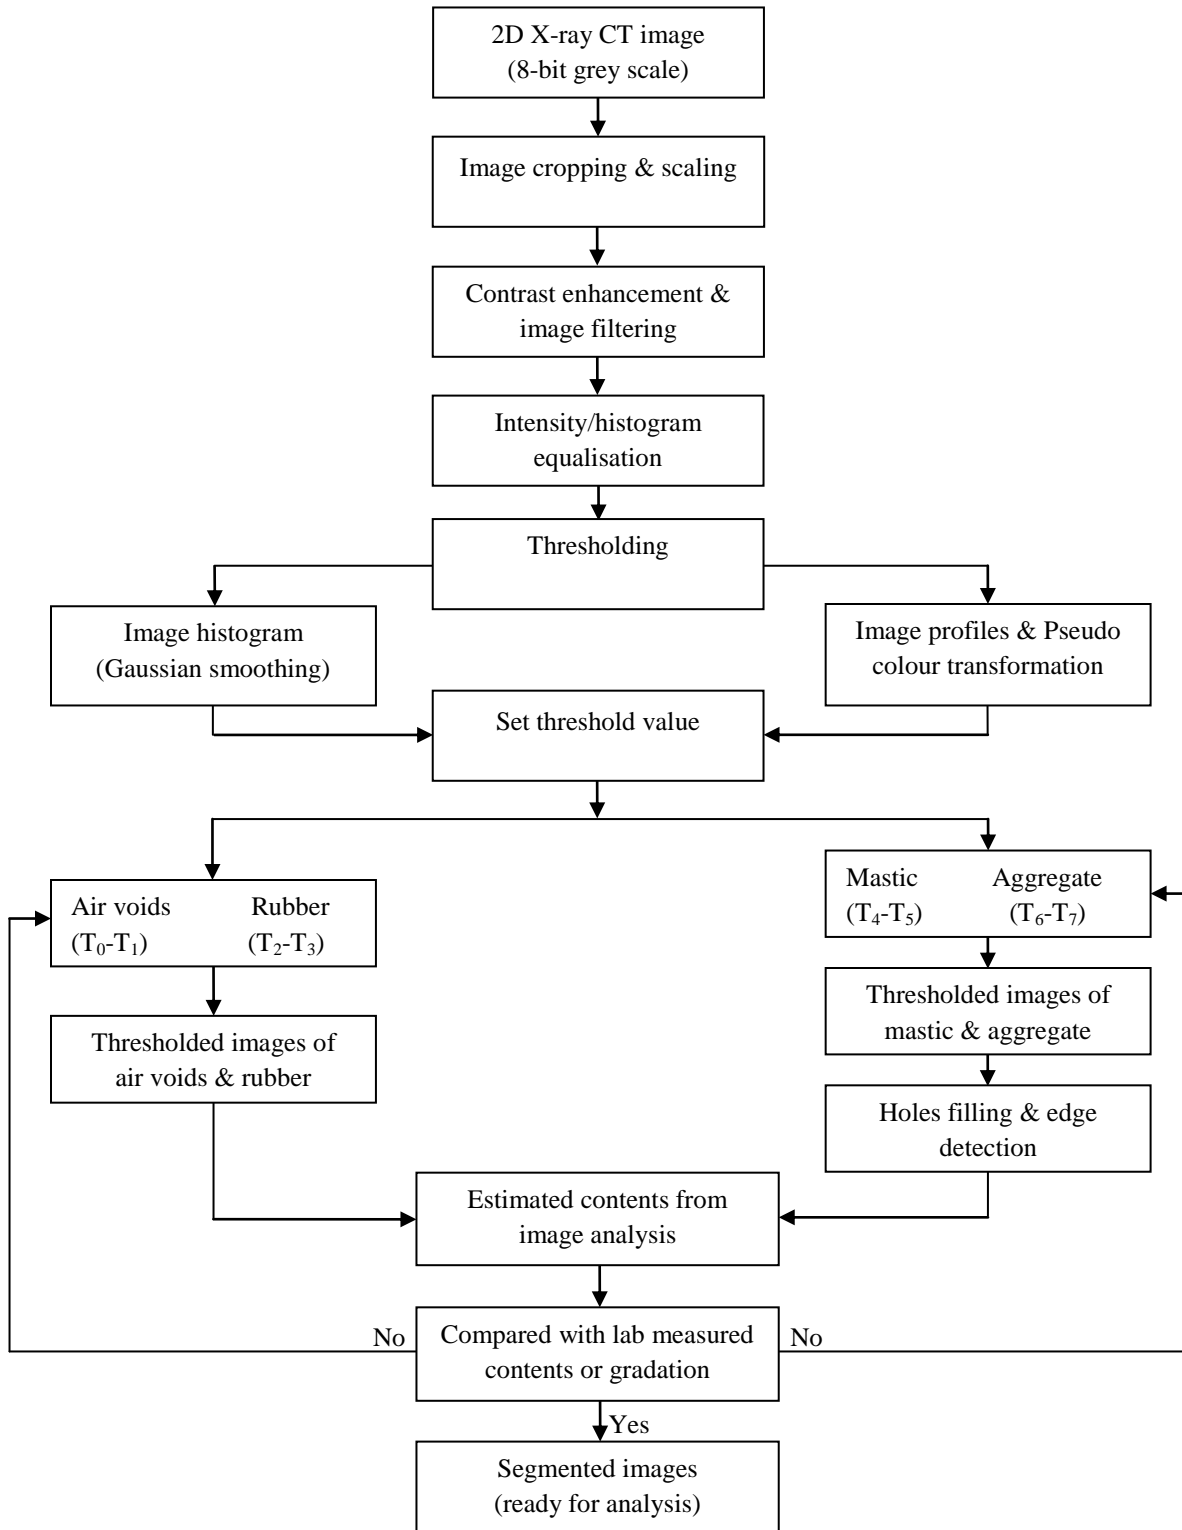 2D X-ray CT image
(8-bit grey scale)
Image cropping & scaling
Contrast enhancement &
image filtering
Intensity/histogram
equalisation
Thresholding
Image histogram
(Gaussian smoothing)
Image profiles & Pseudo
colour transformation
Set threshold value
Air voids Rubber
(T₀-T₁) (T₂-T₃)
Mastic Aggregate
(T₄-T₅) (T₆-T₇)
Thresholded images of
air voids & rubber
Thresholded images of
mastic & aggregate
Holes filling & edge
detection
Estimated contents from
image analysis
No
Compared with lab measured
contents or gradation
No
Yes
Segmented images
(ready for analysis)